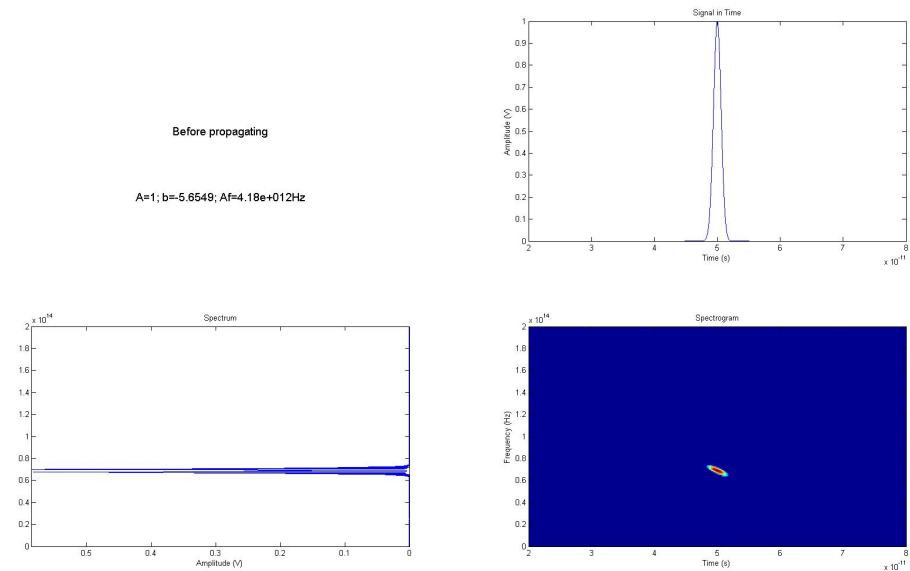 Before propagating
A=1; b=-5.6549; Af=4.18e+012Hz
Signal in Time
Amplitude (V)
1
0.9
0.8
0.7
0.6
0.5
0.4
0.3
0.2
0.1
0
2 3 4 5 6 7 8
Time (s)
x 10^-11
Spectrum
x 10^14
2
1.8
1.6
1.4
1.2
1
0.8
0.6
0.4
0.2
0
0.5 0.4 0.3 0.2 0.1 0
Amplitude (V)
Spectrogram
x 10^14
Frequency (Hz)
2
1.8
1.6
1.4
1.2
1
0.8
0.6
0.4
0.2
0
2 3 4 5 6 7 8
Time (s)
x 10^-11